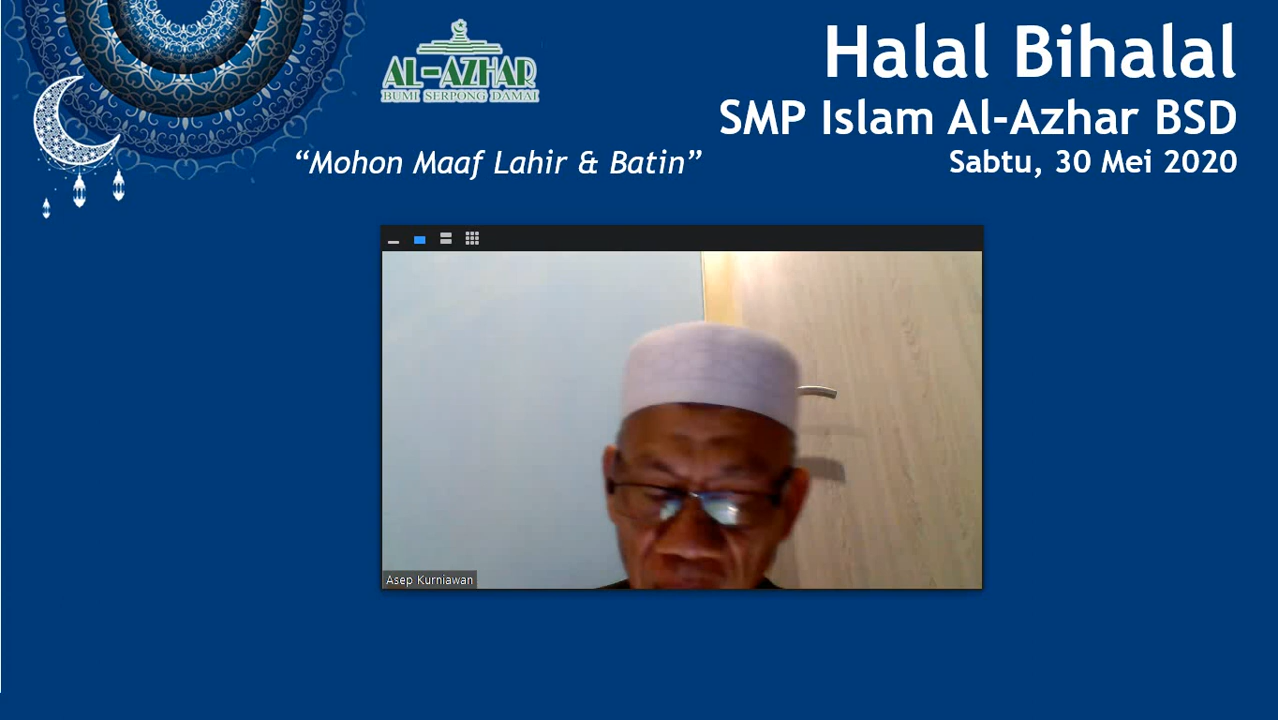 AL-AZHAR
BUMI SERPONG DAMAI
Halal Bihalal
SMP Islam Al-Azhar BSD
“Mohon Maaf Lahir & Batin”
Sabtu, 30 Mei 2020
Asep Kurniawan